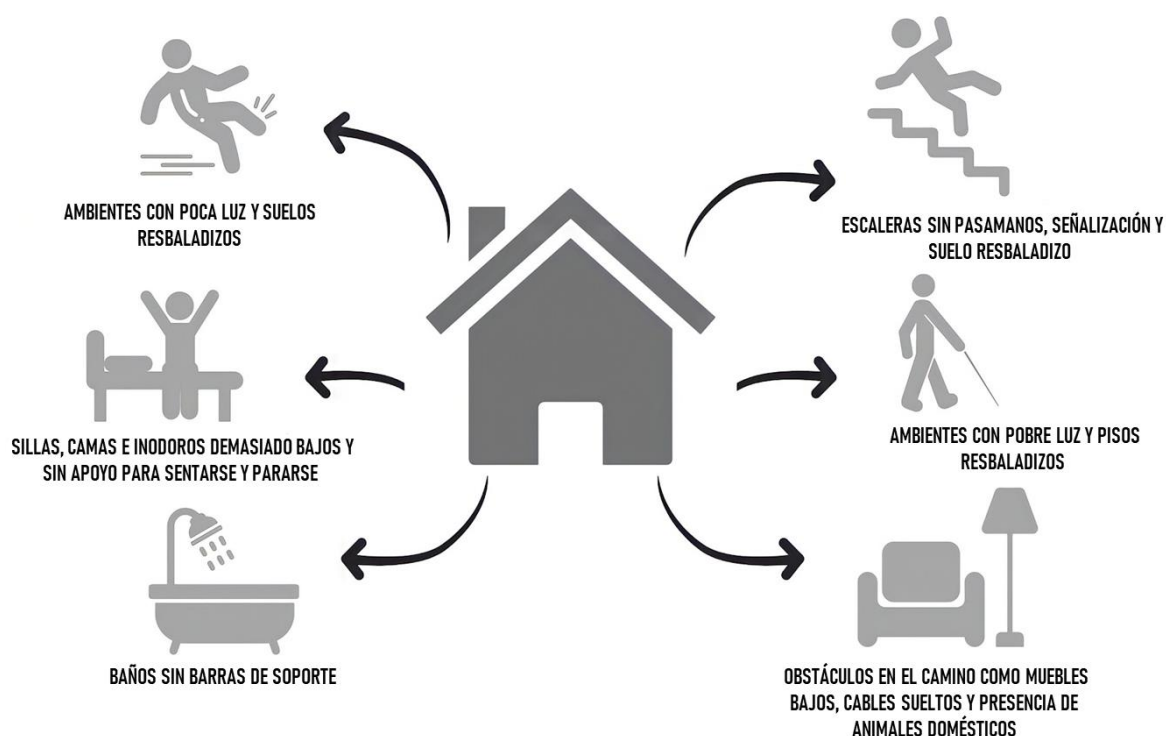 AMBIENTES CON POCA LUZ Y SUELOS
RESBALADIZOS
SILLAS, CAMAS E INODOROS DEMASIADO BAJOS Y
SIN APOYO PARA SENTARSE Y PARARSE
BAÑOS SIN BARRAS DE SOPORTE
ESCALERAS SIN PASAMANOS, SEÑALIZACIÓN Y
SUELO RESBALADIZO
AMBIENTES CON POBRE LUZ Y PISOS
RESBALADIZOS
OBSTÁCULOS EN EL CAMINO COMO MUEBLES
BAJOS, CABLES SUELTOS Y PRESENCIA DE
ANIMALES DOMÉSTICOS